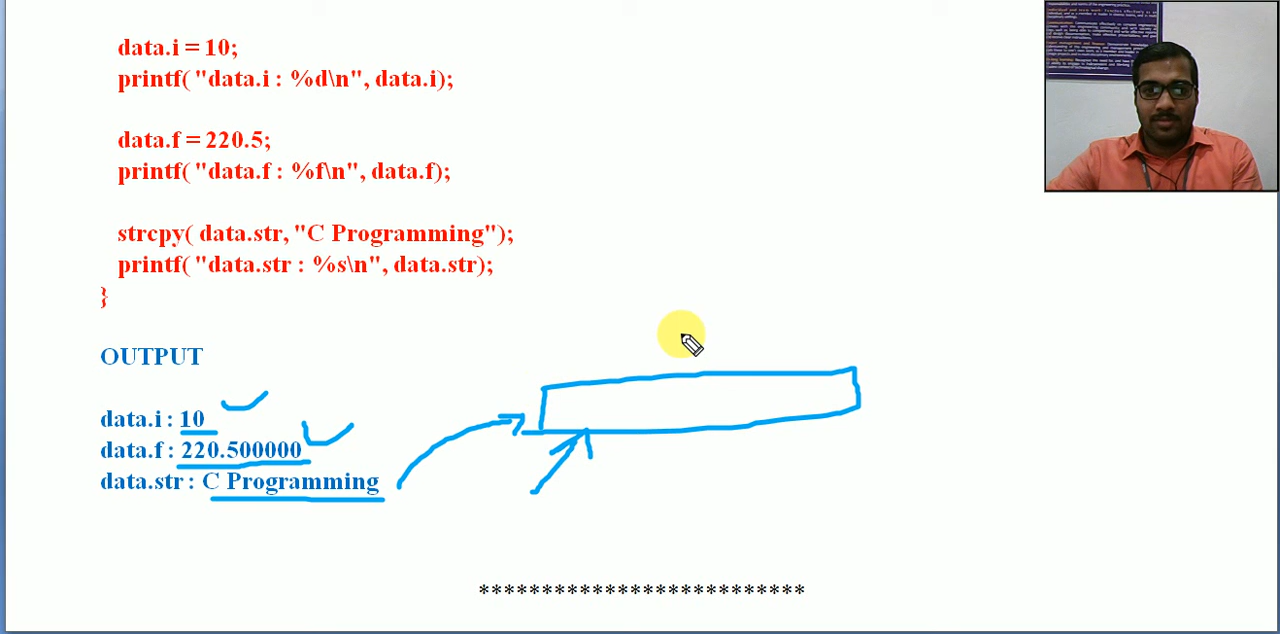 data.i = 10;
printf( "data.i : %d\n", data.i);
data.f = 220.5;
printf( "data.f : %f\n", data.f);
strcpy( data.str, "C Programming");
printf( "data.str : %s\n", data.str);
}
OUTPUT
data.i : 10
data.f : 220.500000
data.str : C Programming
**************************